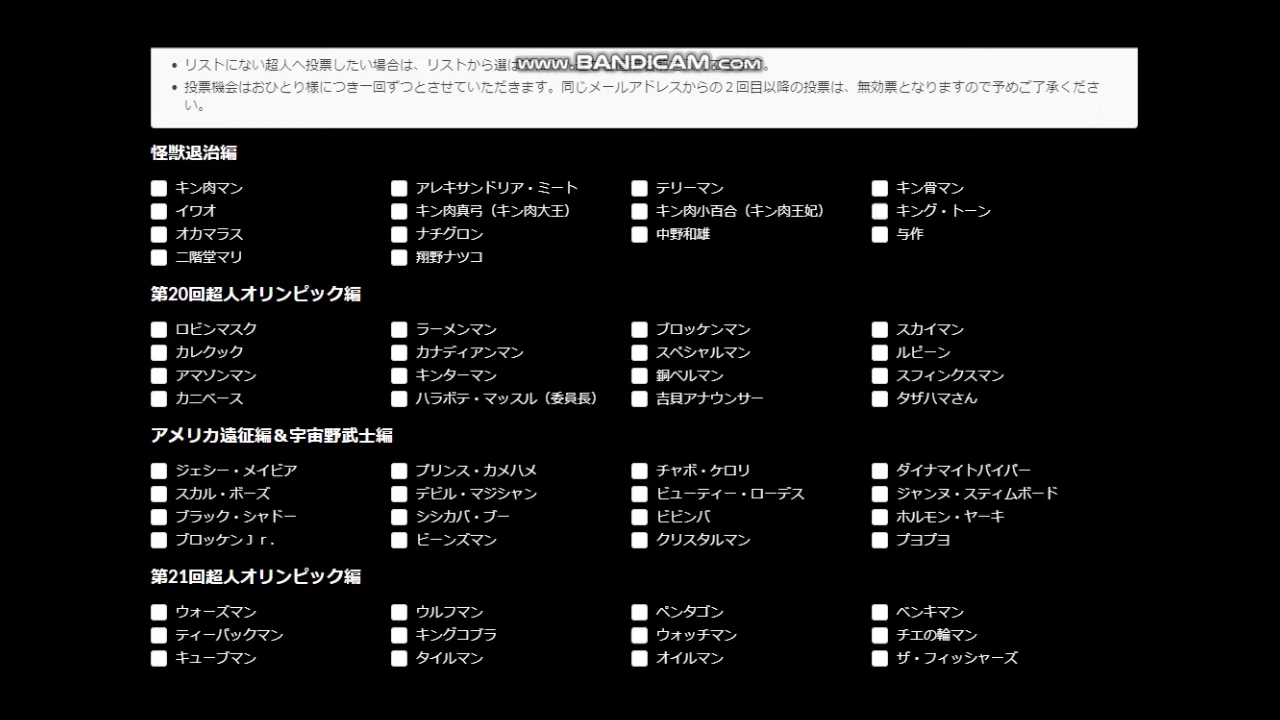 リストにない超人へ投票したい場合は、リストから選は
www.BANDICAM.com
投票機会はおひとり様につき一回ずつとさせていただきます。同じメールアドレスからの2回目以降の投票は、無効票となりますので予めご了承くださ
い。
怪獣退治編
キン肉マン アレキサンドリア・ミート テリーマン キン骨マン
イワオ キン肉真弓（キン肉大王） キン肉小百合（キン肉王妃） キング・トーン
オカマラス ナチグロン 中野和雄 与作
二階堂マリ 翔野ナツコ
第20回超人オリンピック編
ロビンマスク ラーメンマン ブロッケンマン スカイマン
カレクック カナディアンマン スペシャルマン ルピーン
アマゾンマン キンターマン 銅ベルマン スフィンクスマン
カニベース ハラボテ・マッスル（委員長） 吉貝アナウンサー タザハマさん
アメリカ遠征編＆宇宙野武士編
ジェシー・メイビア プリンス・カメハメ チャボ・ケロリ ダイナマイトパイパー
スカル・ボーズ デビル・マジシャン ビューティー・ローデス ジャンヌ・スティムボード
ブラック・シャドー シシカバ・ブー ビビンバ ホルモン・ヤーキ
ブロッケンＪｒ. ビーンズマン クリスタルマン プヨプヨ
第21回超人オリンピック編
ウォーズマン ウルフマン ペンタゴン ベンキマン
ティーパックマン キングコブラ ウォッチマン チエの輪マン
キューブマン タイルマン オイルマン ザ・フィッシャーズ